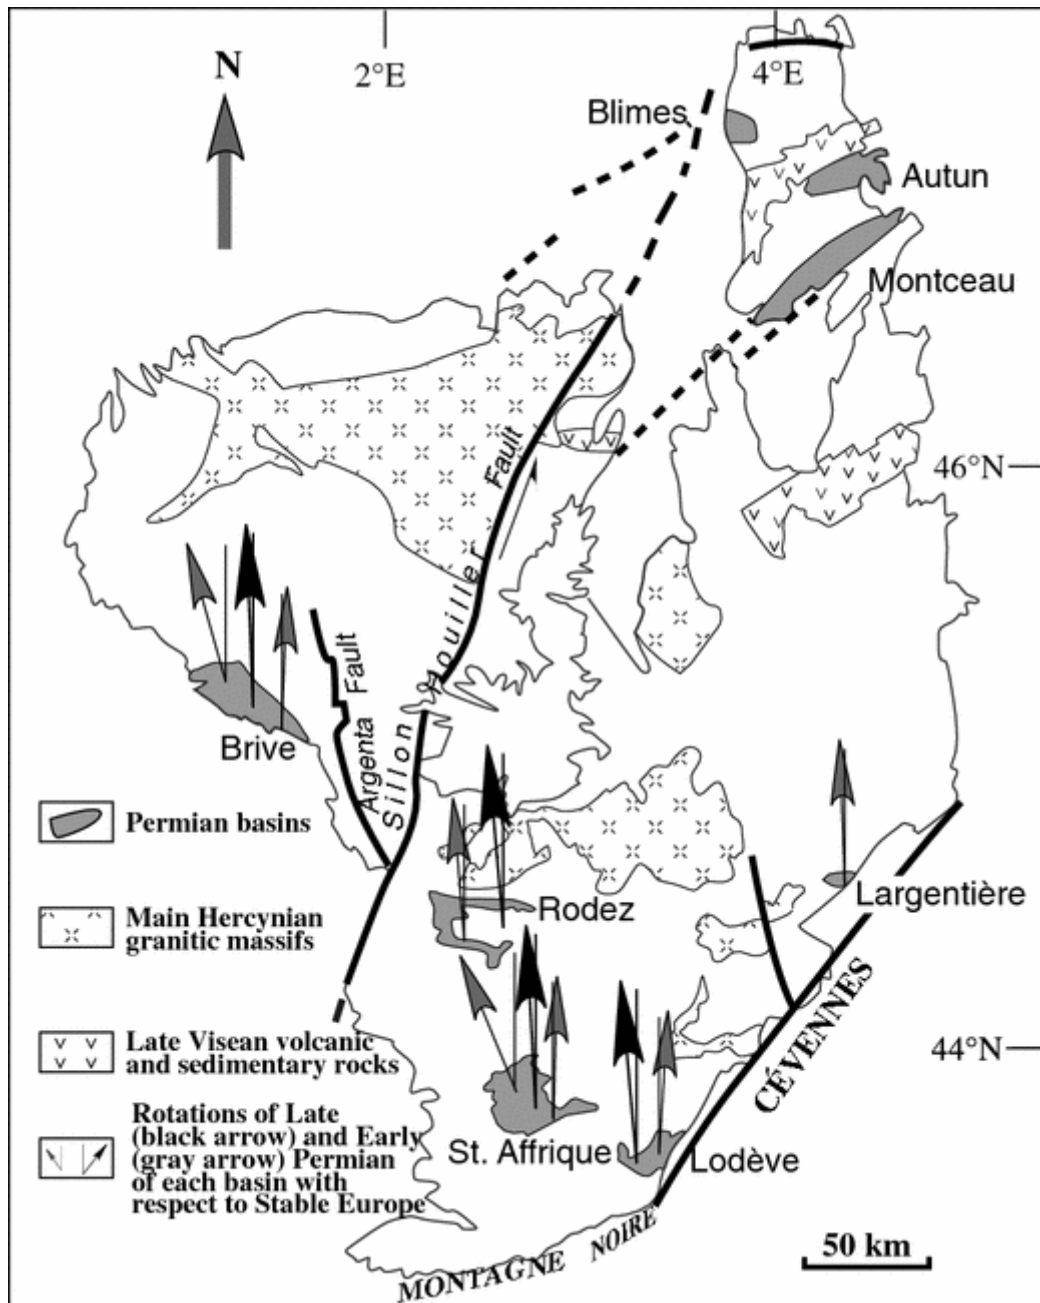 N
2°E
4°E
Blimes
Autun
Montceau
46°N
Sillon Houiller Fault
Argenta Fault
Brive
Permian basins
Rodez
Largentière
Main Hercynian
granitic massifs
CÉVENNES
44°N
Late Visean volcanic
and sedimentary rocks
St. Affrique
Lodève
Rotations of Late
(black arrow) and Early
(gray arrow) Permian
of each basin with
respect to Stable Europe
MONTAGNE NOIRE
50 km